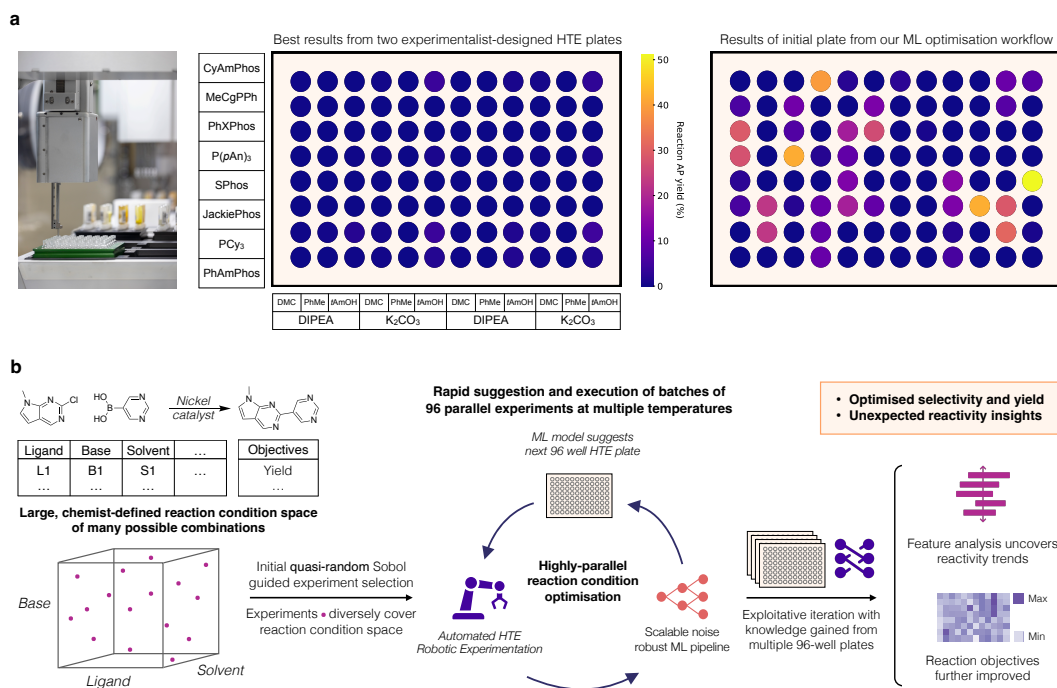 a
Best results from two experimentalist-designed HTE plates
Results of initial plate from our ML optimisation workflow
CyAmPhos
MeCgPPh
PhXPhos
P(pAn)₃
SPhos
JackiePhos
PCy₃
PhAmPhos
DMC PhMe tAmOH DMC PhMe tAmOH DMC PhMe tAmOH DMC PhMe tAmOH
DIPEA K₂CO₃ DIPEA K₂CO₃
50
40
30
20
10
0
Reaction AP yield (%)
b
N
N
N
Cl
HO
B
OH
N
N
Nickel
catalyst
N
N
N
N
N
Ligand Base Solvent ... Objectives
L1 B1 S1 Yield
... ... ... ...
Large, chemist-defined reaction condition space
of many possible combinations
Base
Ligand
Solvent
Initial quasi-random Sobol
guided experiment selection
Experiments • diversely cover
reaction condition space
Rapid suggestion and execution of batches of
96 parallel experiments at multiple temperatures
ML model suggests
next 96 well HTE plate
Highly-parallel
reaction condition
optimisation
Automated HTE
Robotic Experimentation
Scalable noise
robust ML pipeline
Exploitative iteration with
knowledge gained from
multiple 96-well plates
• Optimised selectivity and yield
• Unexpected reactivity insights
Feature analysis uncovers
reactivity trends
Max
Min
Reaction objectives
further improved